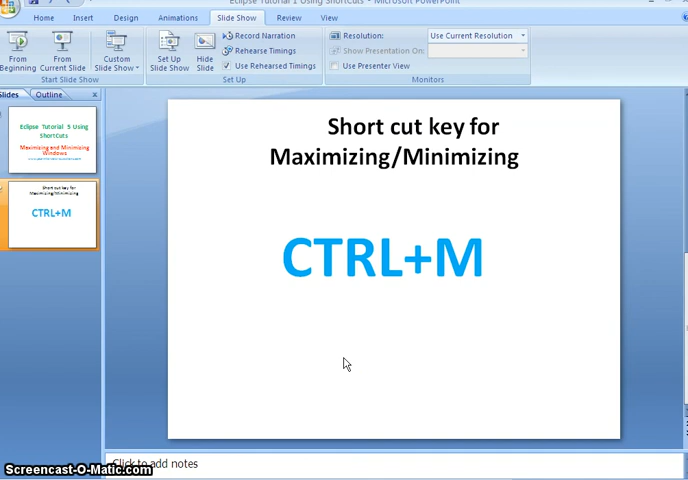 Eclipse Tutorial 1 Using ShortCuts - Microsoft PowerPoint
Home Insert Design Animations Slide Show Review View
From Beginning
From Current Slide
Custom Slide Show
Start Slide Show
Set Up Slide Show
Hide Slide
Record Narration
Rehearse Timings
Use Rehearsed Timings
Set Up
Resolution: Use Current Resolution
Show Presentation On:
Use Presenter View
Monitors
Slides Outline
Eclipse Tutorial 5 Using
ShortCuts
Maximizing and Minimizing
Windows
Short cut key for
Maximizing/Minimizing
CTRL+M
Short cut key for
Maximizing/Minimizing
CTRL+M
Click to add notes
Screencast-O-Matic.com